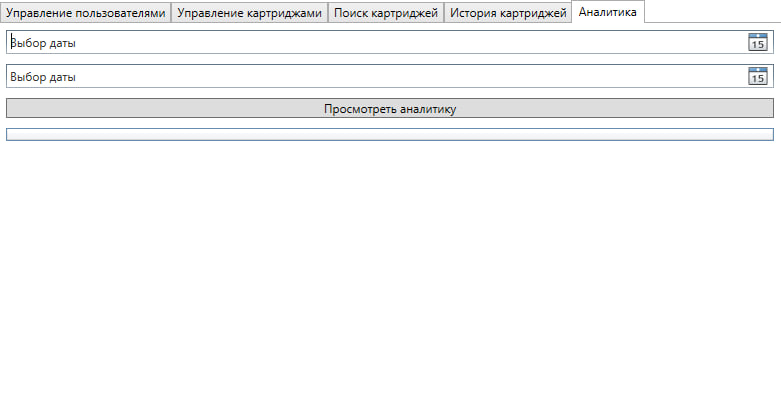 Управление пользователями Управление картриджами Поиск картриджей История картриджей Аналитика
Выбор даты 15
Выбор даты 15
Просмотреть аналитику